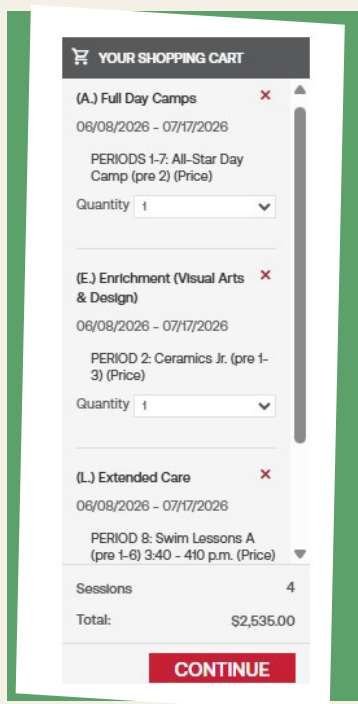 YOUR SHOPPING CART
(A.) Full Day Camps
06/08/2026 - 07/17/2026
PERIODS 1-7: All-Star Day
Camp (pre 2) (Price)
Quantity 1
(E.) Enrichment (Visual Arts
& Design)
06/08/2026 - 07/17/2026
PERIOD 2: Ceramics Jr. (pre 1-
3) (Price)
Quantity 1
(L.) Extended Care
06/08/2026 - 07/17/2026
PERIOD 8: Swim Lessons A
(pre 1-6) 3:40 - 410 p.m. (Price)
Sessions 4
Total: $2,535.00
CONTINUE